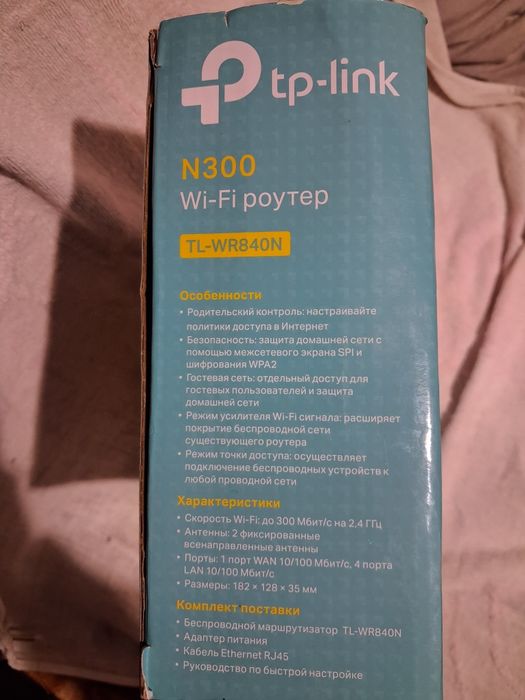 tp-link
N300
Wi-Fi роутер
TL-WR840N
Особенности
• Родительский контроль: настраивайте
политики доступа в Интернет
• Безопасность: защита домашней сети с
помощью межсетевого экрана SPI и
шифрования WPA2
• Гостевая сеть: отдельный доступ для
гостевых пользователей и защита
домашней сети
• Режим усилителя Wi-Fi сигнала: расширяет
покрытие беспроводной сети
существующего роутера
• Режим точки доступа: осуществляет
подключение беспроводных устройств к
любой проводной сети
Характеристики
• Скорость Wi-Fi: до 300 Мбит/с на 2,4 ГГц
• Антенны: 2 фиксированные
всенаправленные антенны
• Порты: 1 порт WAN 10/100 Мбит/с, 4 порта
LAN 10/100 Мбит/с
• Размеры: 182 × 128 × 35 мм
Комплект поставки
• Беспроводной маршрутизатор TL-WR840N
• Адаптер питания
• Кабель Ethernet RJ45
• Руководство по быстрой настройке